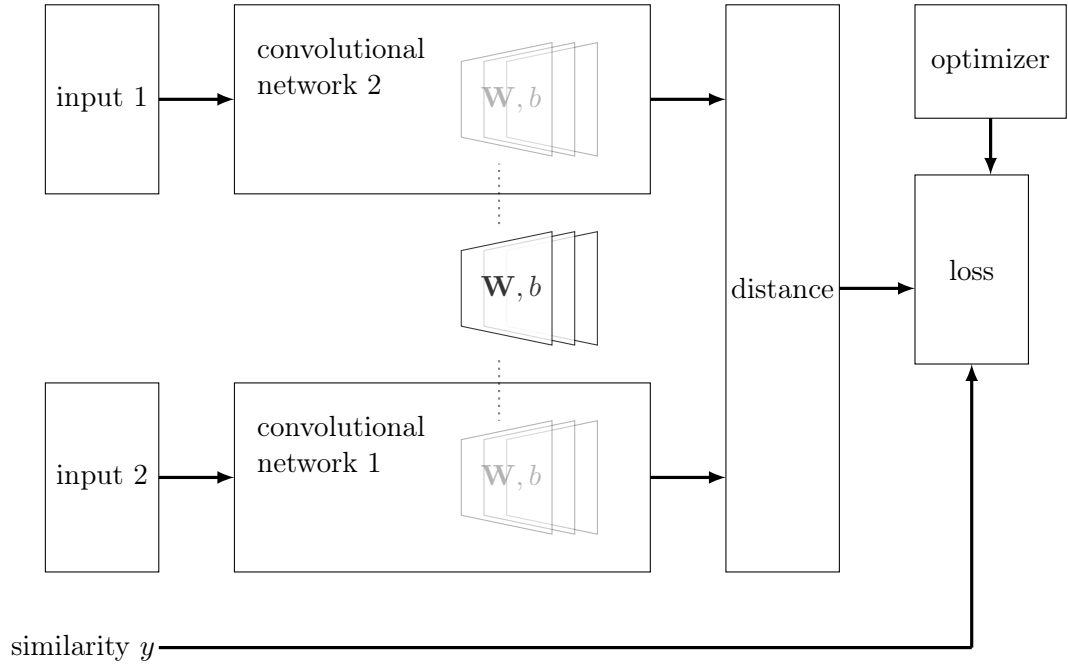 input 1
convolutional
network 2
W, b
optimizer
W, b
distance
loss
input 2
convolutional
network 1
W, b
similarity y